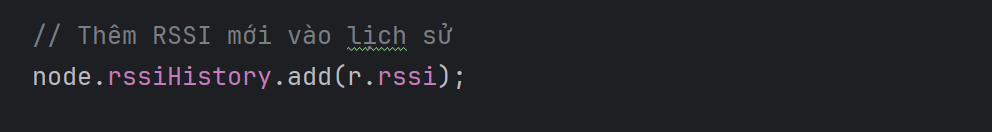 // Thêm RSSI mới vào lịch sử
node.rssiHistory.add(r.rssi);